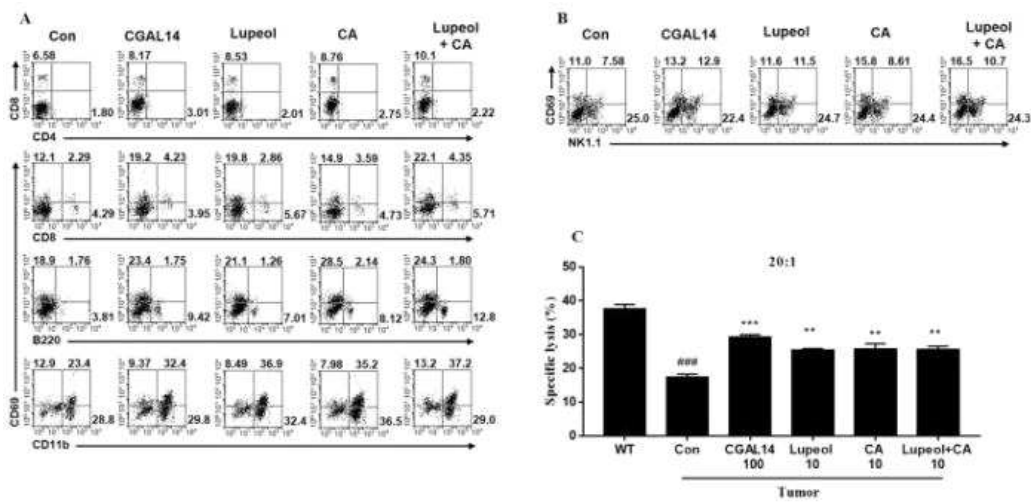 A
Con CGAL14 Lupeol CA Lupeol + CA
6.58 8.17 8.53 8.76 10.1
CD8
1.80 3.01 2.01 2.75 2.22
CD4
12.1 2.29 19.2 4.23 19.8 2.86 14.9 3.59 22.1 4.35
4.29 3.95 5.67 4.73 5.71
CD8
18.9 1.76 23.4 1.75 21.1 1.26 28.5 2.14 24.3 1.80
3.81 9.42 7.01 8.12 12.8
B220
12.9 23.4 9.37 32.4 8.49 36.9 7.98 35.2 13.2 37.2
CD69
28.8 29.8 32.4 36.5 29.0
CD11b
B
Con CGAL14 Lupeol CA Lupeol + CA
11.0 7.58 13.2 12.9 11.6 11.5 15.8 8.61 16.5 10.7
CD69
25.0 22.4 24.7 24.4 24.3
NK1.1
C
20:1
Specific lysis (%)
50
40
30
20
10
0
### *** ** ** **
WT Con CGAL14 Lupeol CA Lupeol+CA
100 10 10 10
Tumor